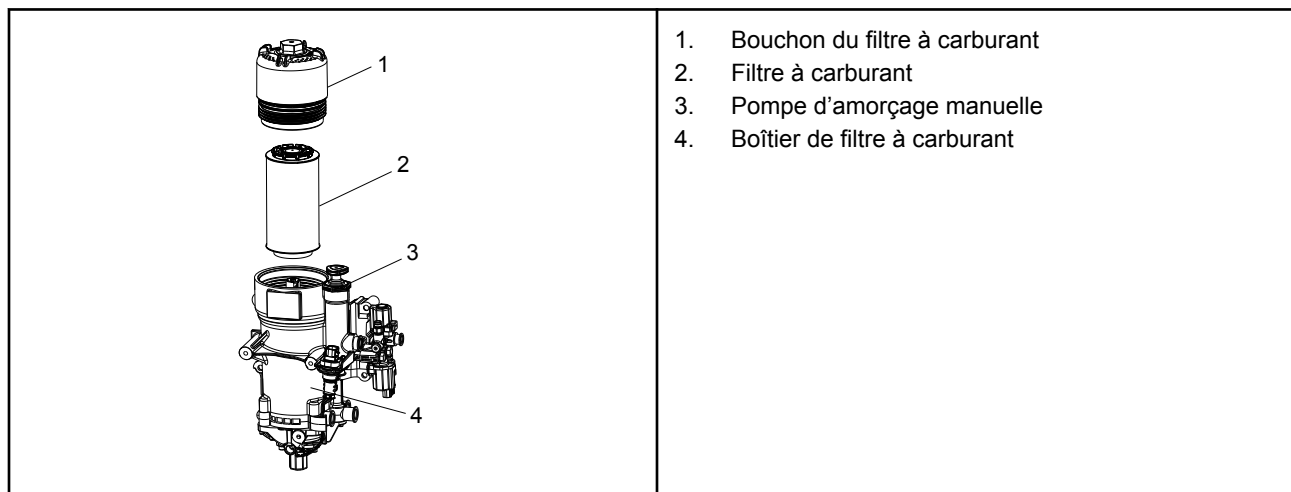 1
2
3
4
1. Bouchon du filtre à carburant
2. Filtre à carburant
3. Pompe d’amorçage manuelle
4. Boîtier de filtre à carburant